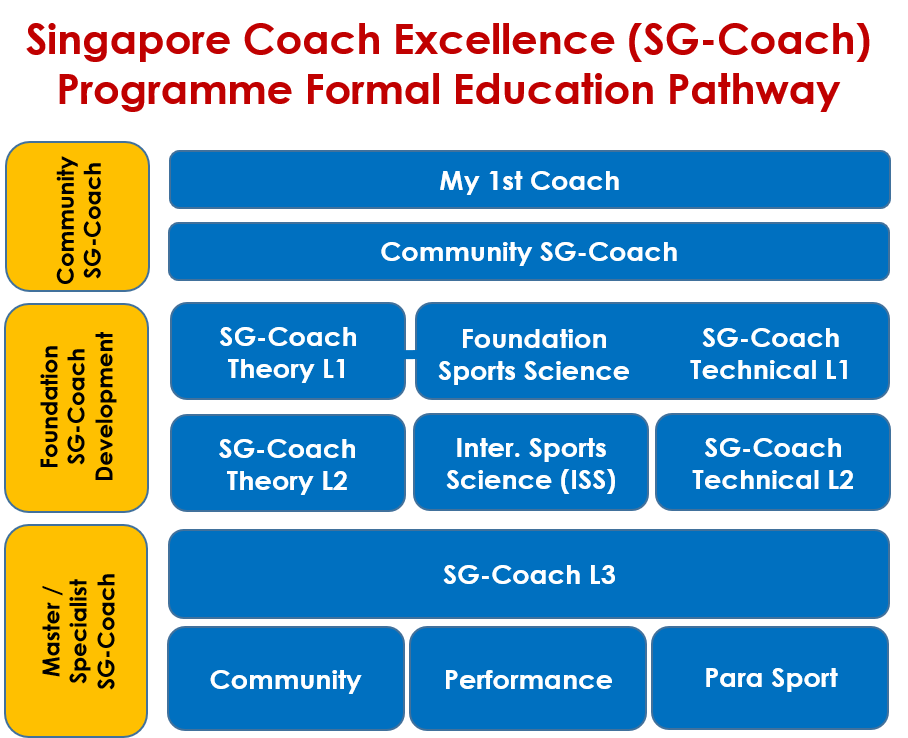 Singapore Coach Excellence (SG-Coach)
Programme Formal Education Pathway
Community
SG-Coach
My 1st Coach
Community SG-Coach
Foundation
SG-Coach
Development
SG-Coach
Theory L1
Foundation
Sports Science
SG-Coach
Technical L1
SG-Coach
Theory L2
Inter. Sports
Science (ISS)
SG-Coach
Technical L2
Master /
Specialist
SG-Coach
SG-Coach L3
Community
Performance
Para Sport